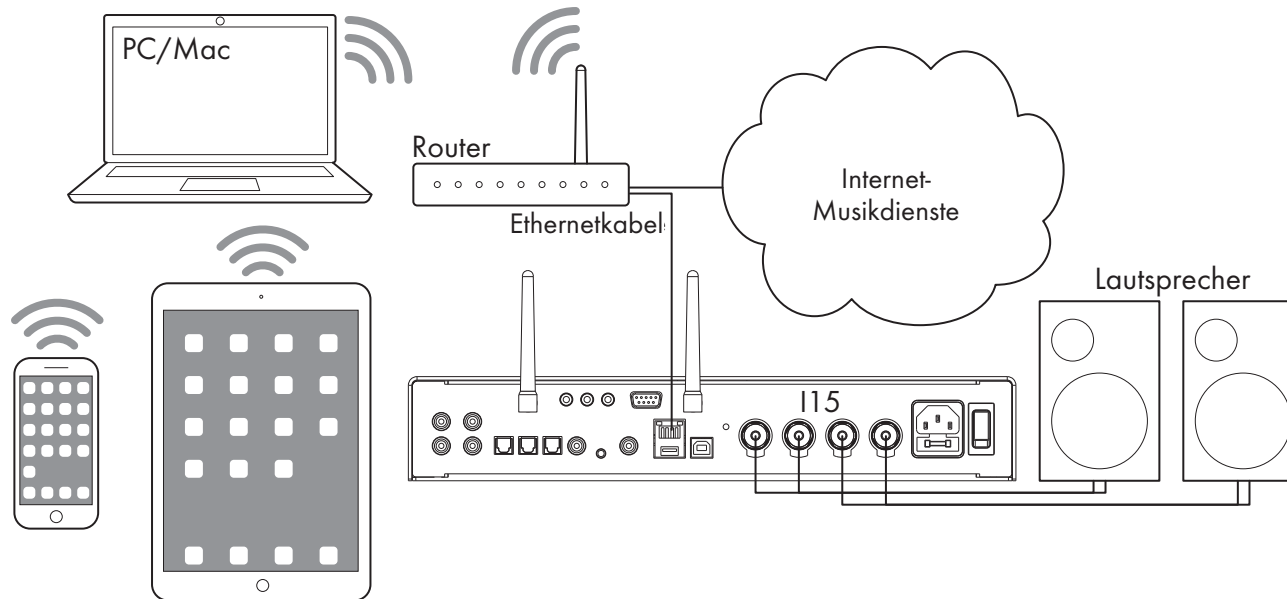 PC/Mac
Router
Ethernetkabel
Internet-
Musikdienste
Lautsprecher
I15